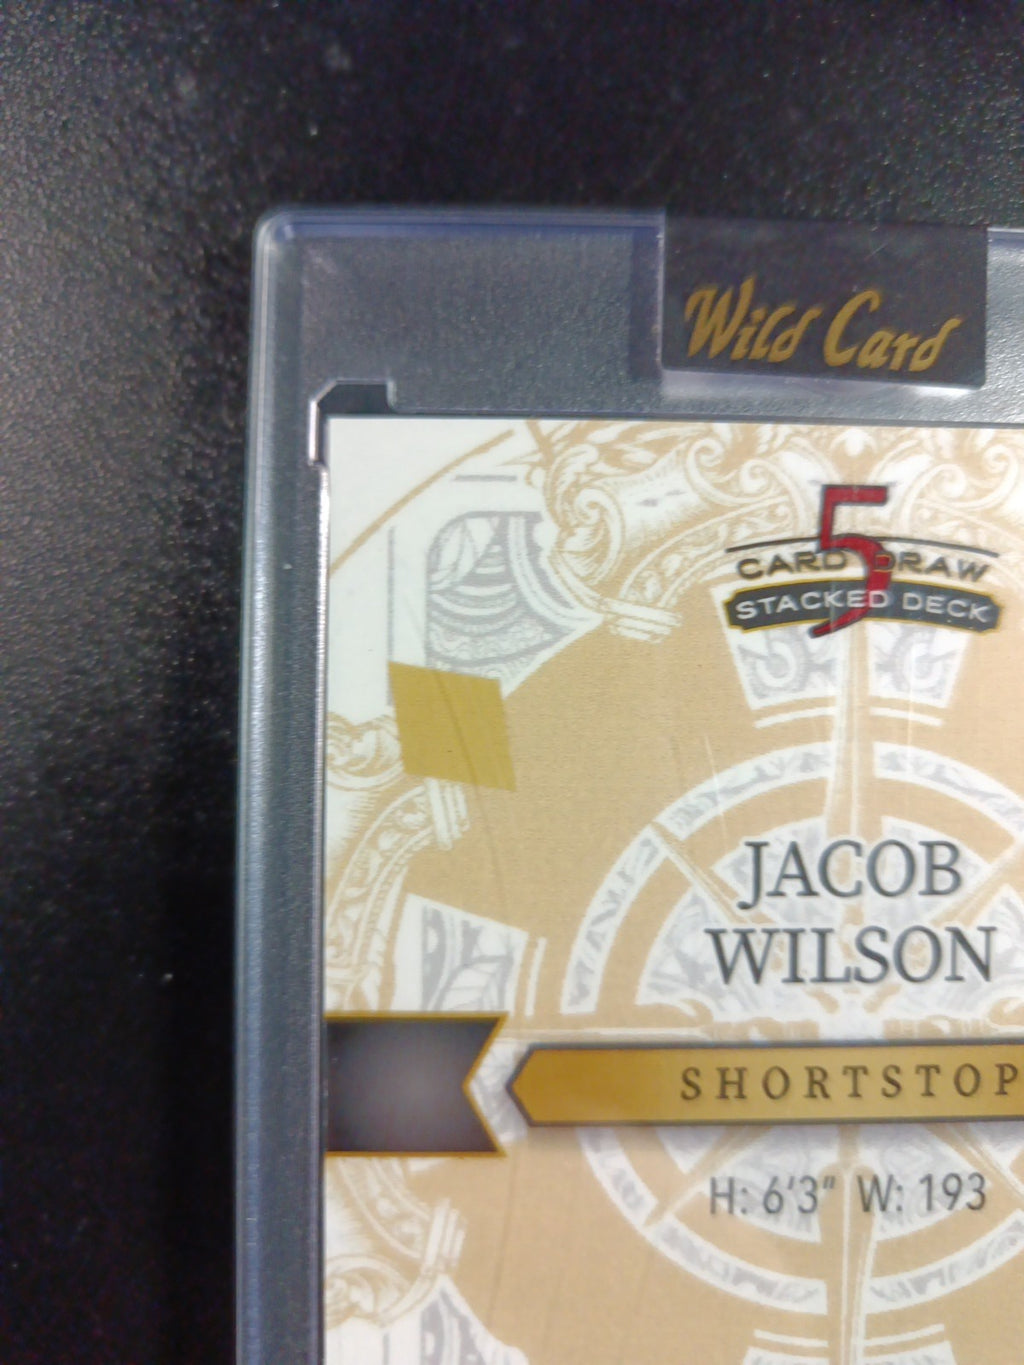 Wild Card
5
CARD DRAW
STACKED DECK
JACOB
WILSON
SHORTSTOP
H: 6'3" W: 193